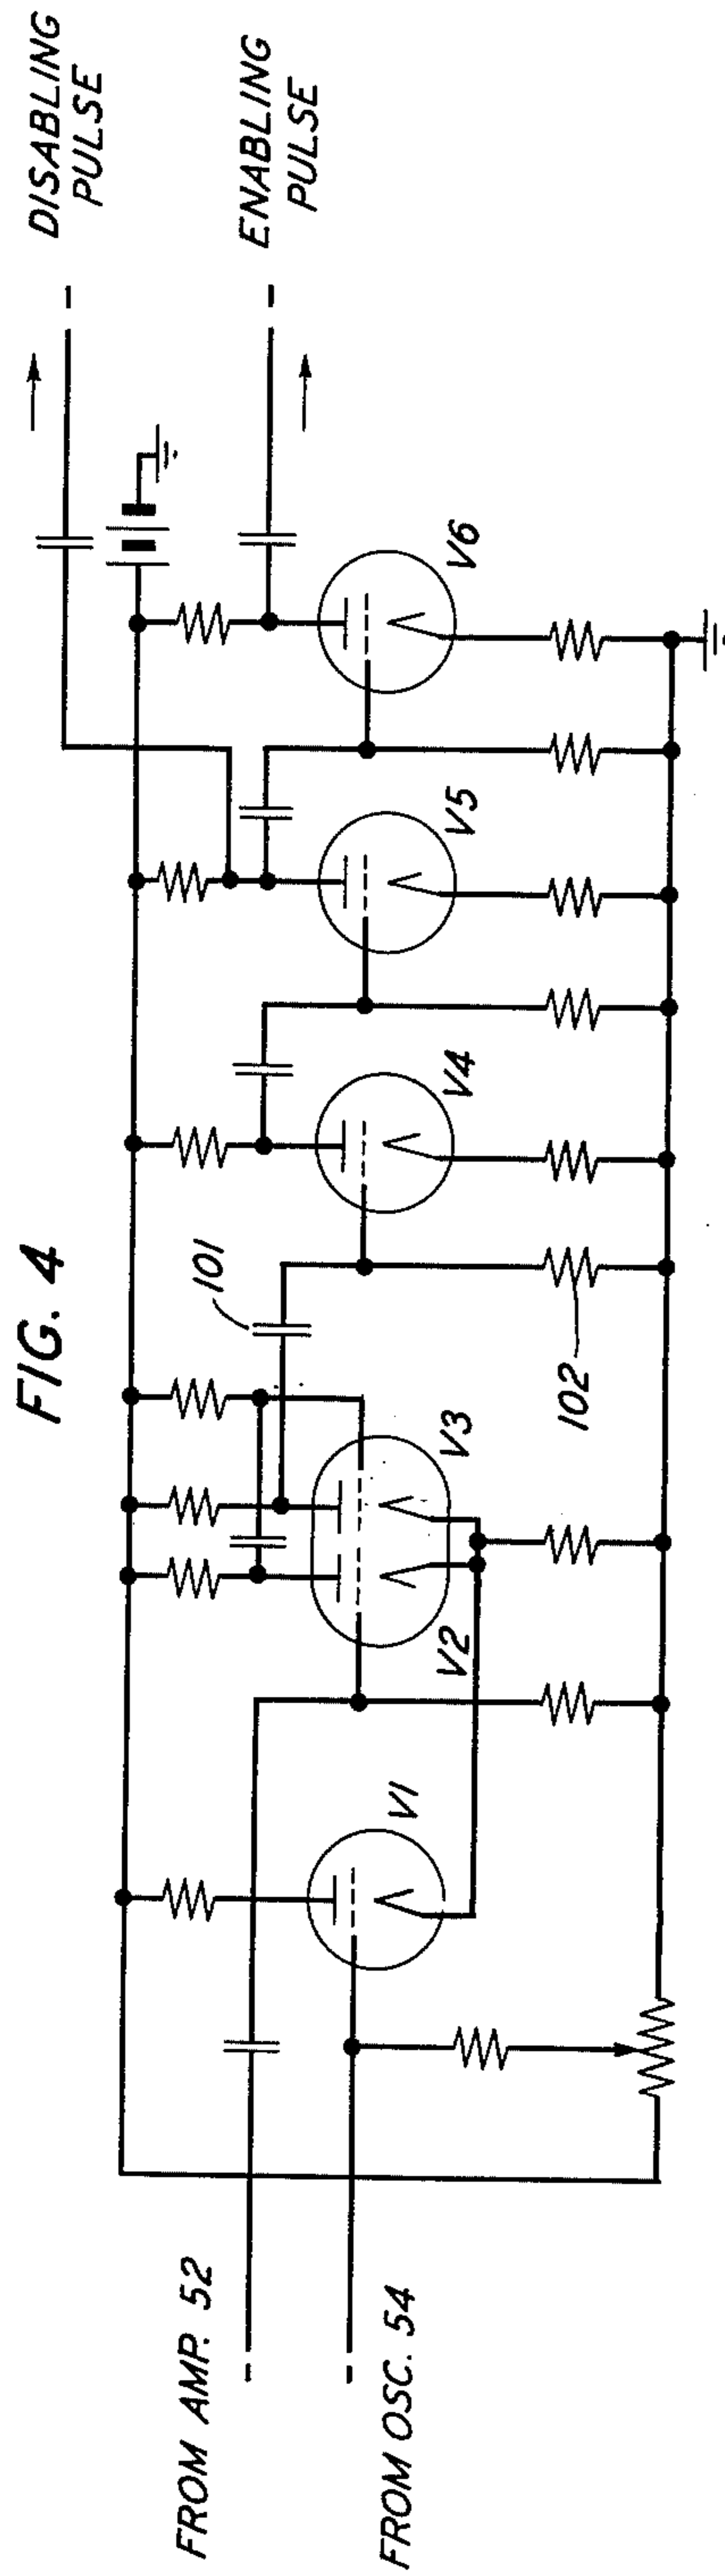 FIG. 4
DISABLING
PULSE
ENABLING
PULSE
101
102
V1
V2
V3
V4
V5
V6
FROM AMP. 52
FROM OSC. 54